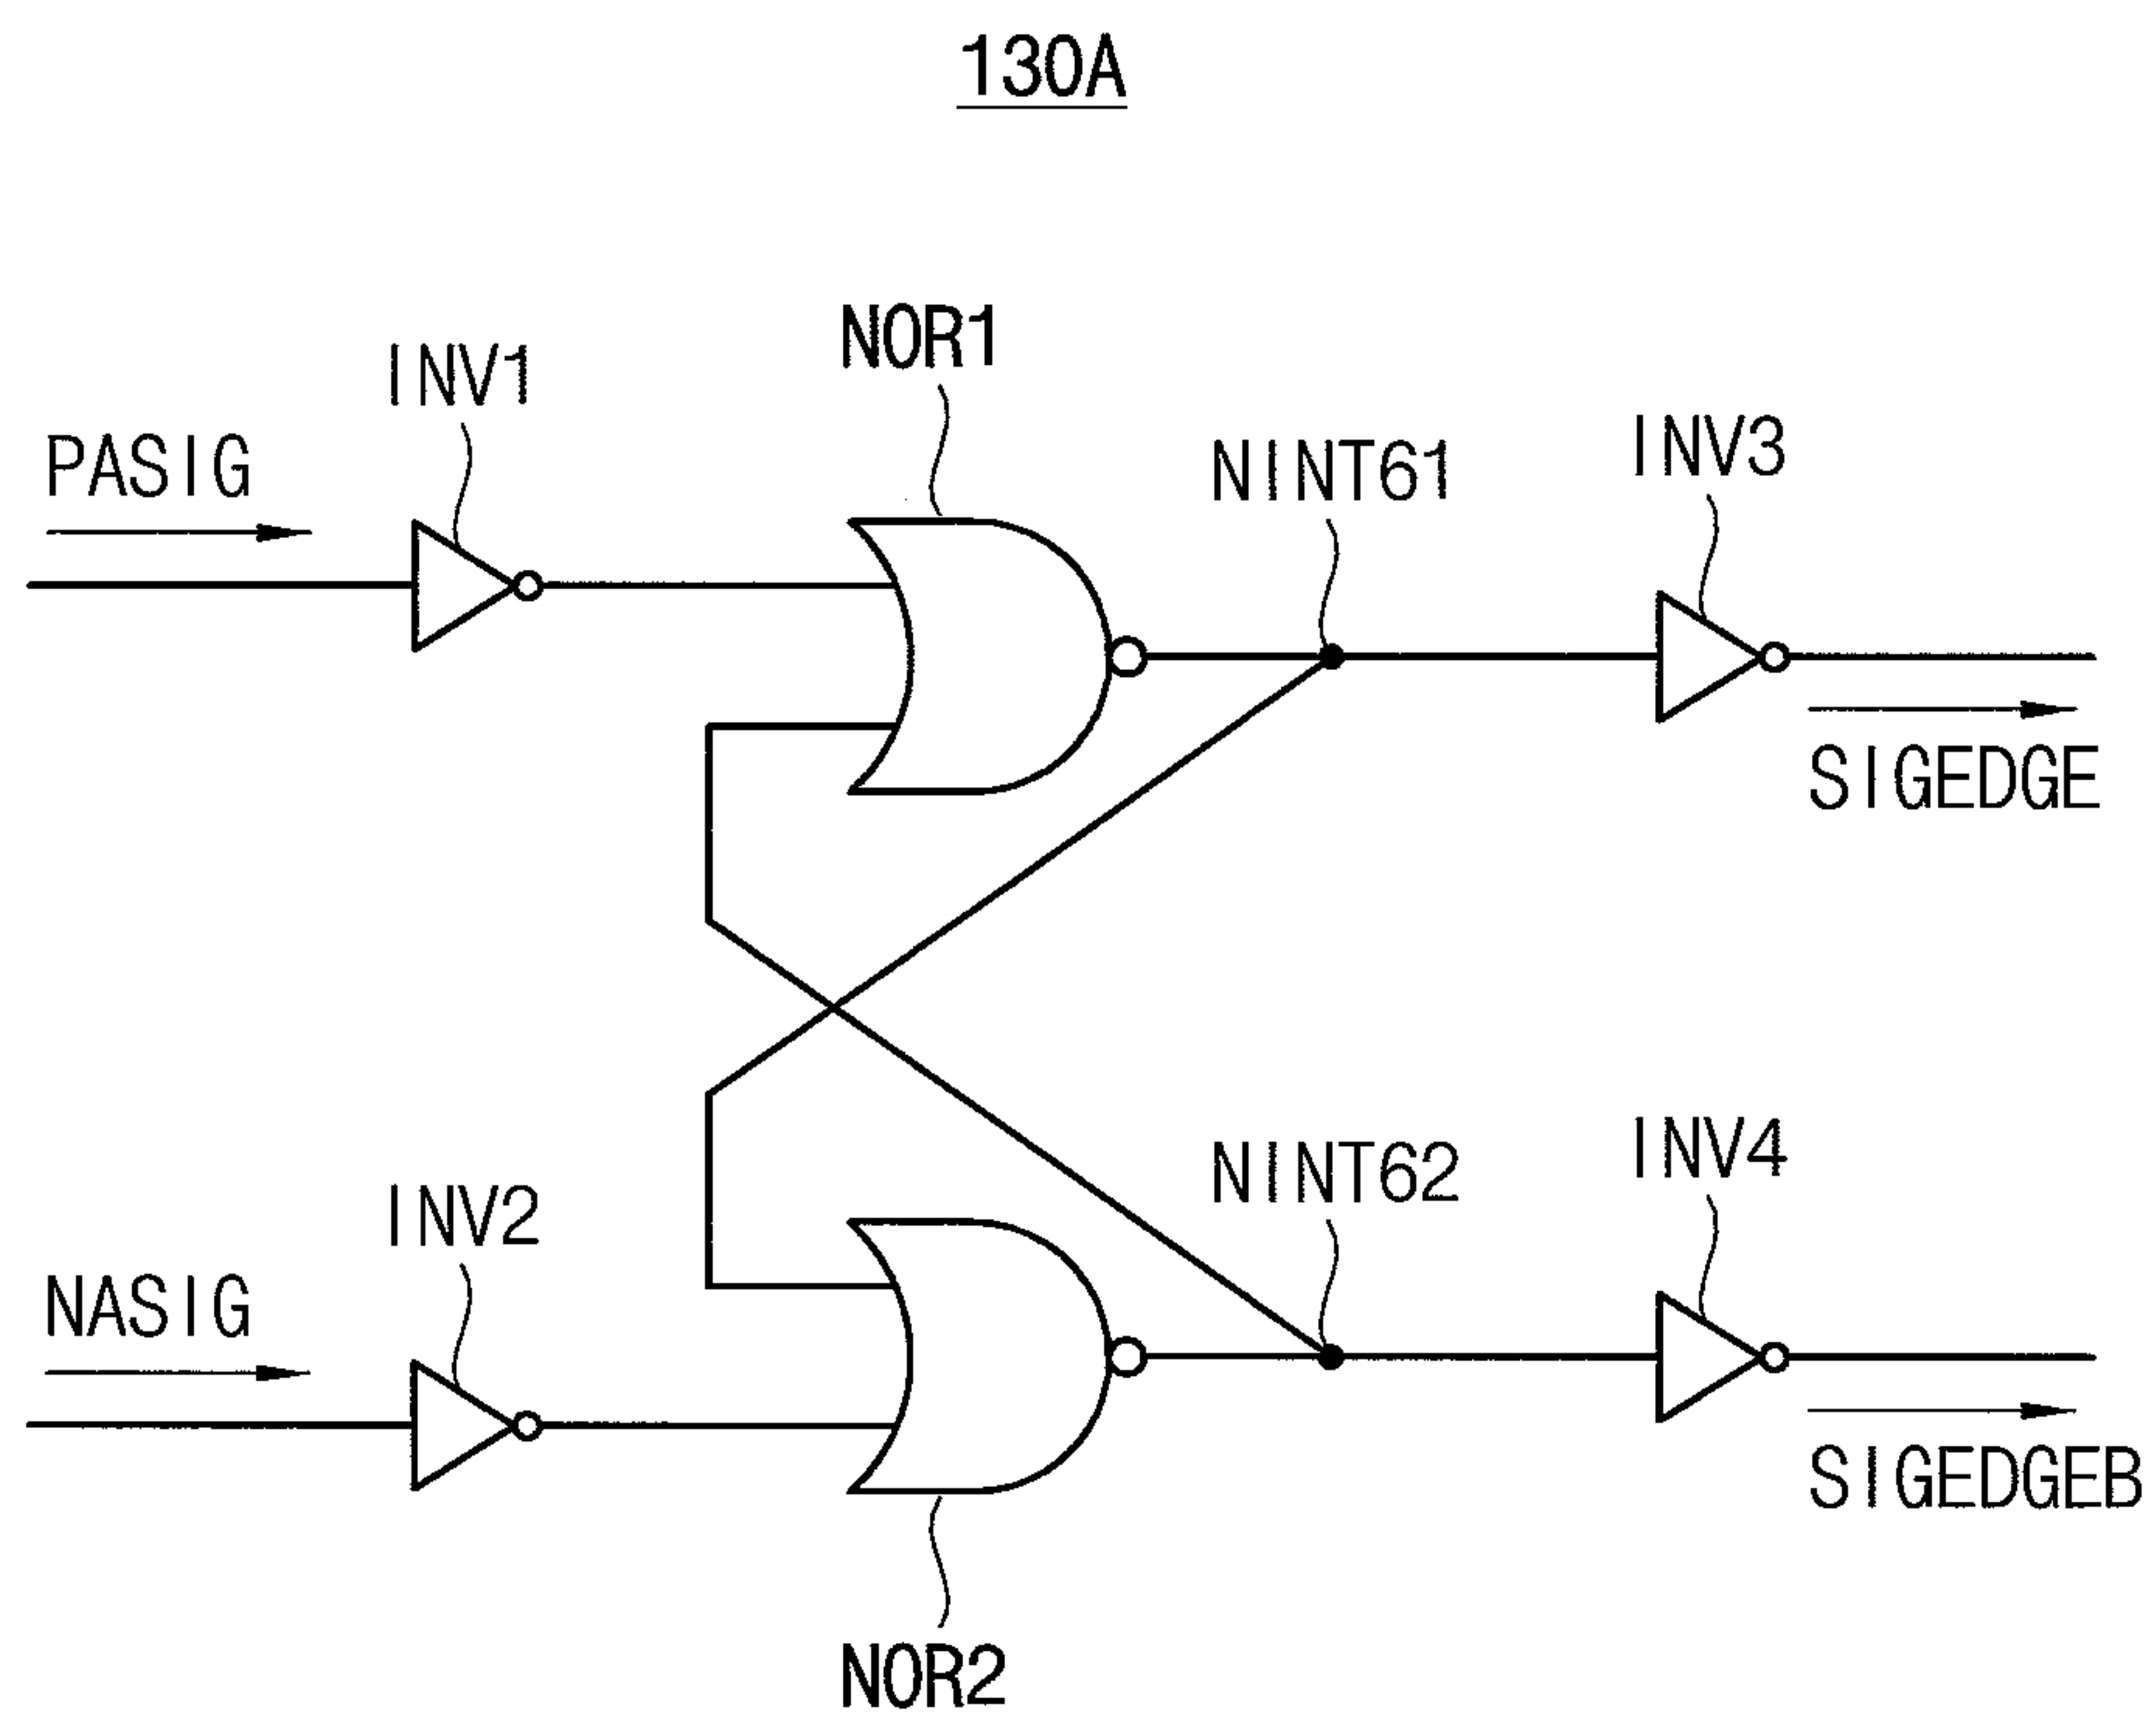 130A
NOR1
INV1
PASIG
NINT61
INV3
SIGEDGE
INV2
NASIG
NINT62
INV4
SIGEDGEB
NOR2